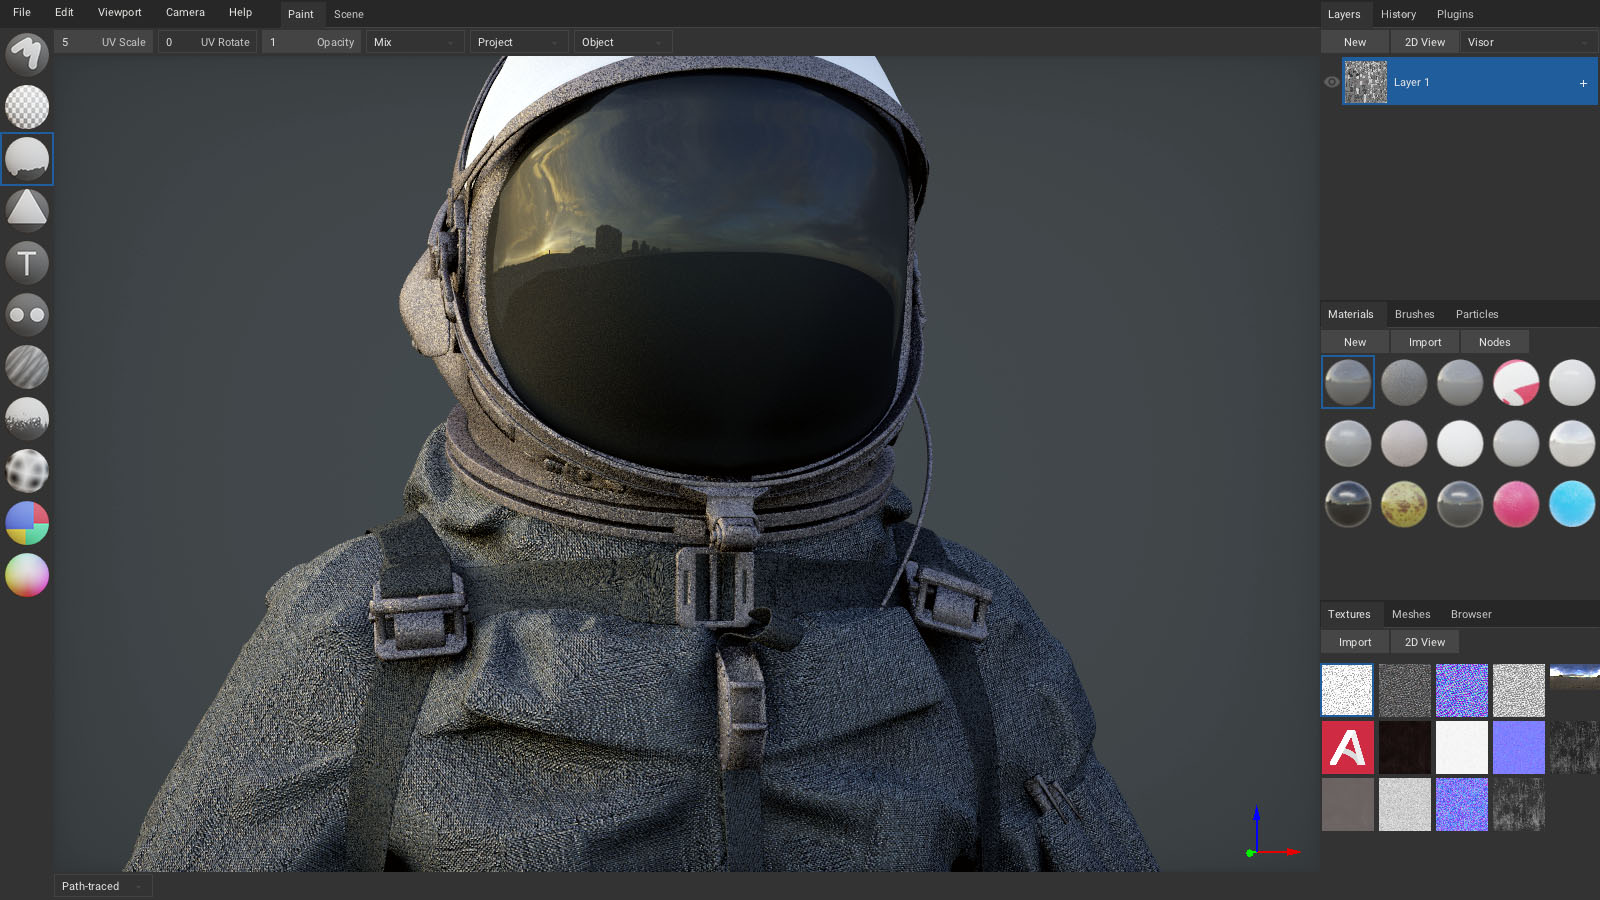 File Edit Viewport Camera Help Paint Scene
5 UV Scale 0 UV Rotate 1 Opacity Mix Project Object
T
Layers History Plugins
New 2D View Visor
Layer 1 +
Materials Brushes Particles
New Import Nodes
Textures Meshes Browser
Import 2D View
A
Path-traced